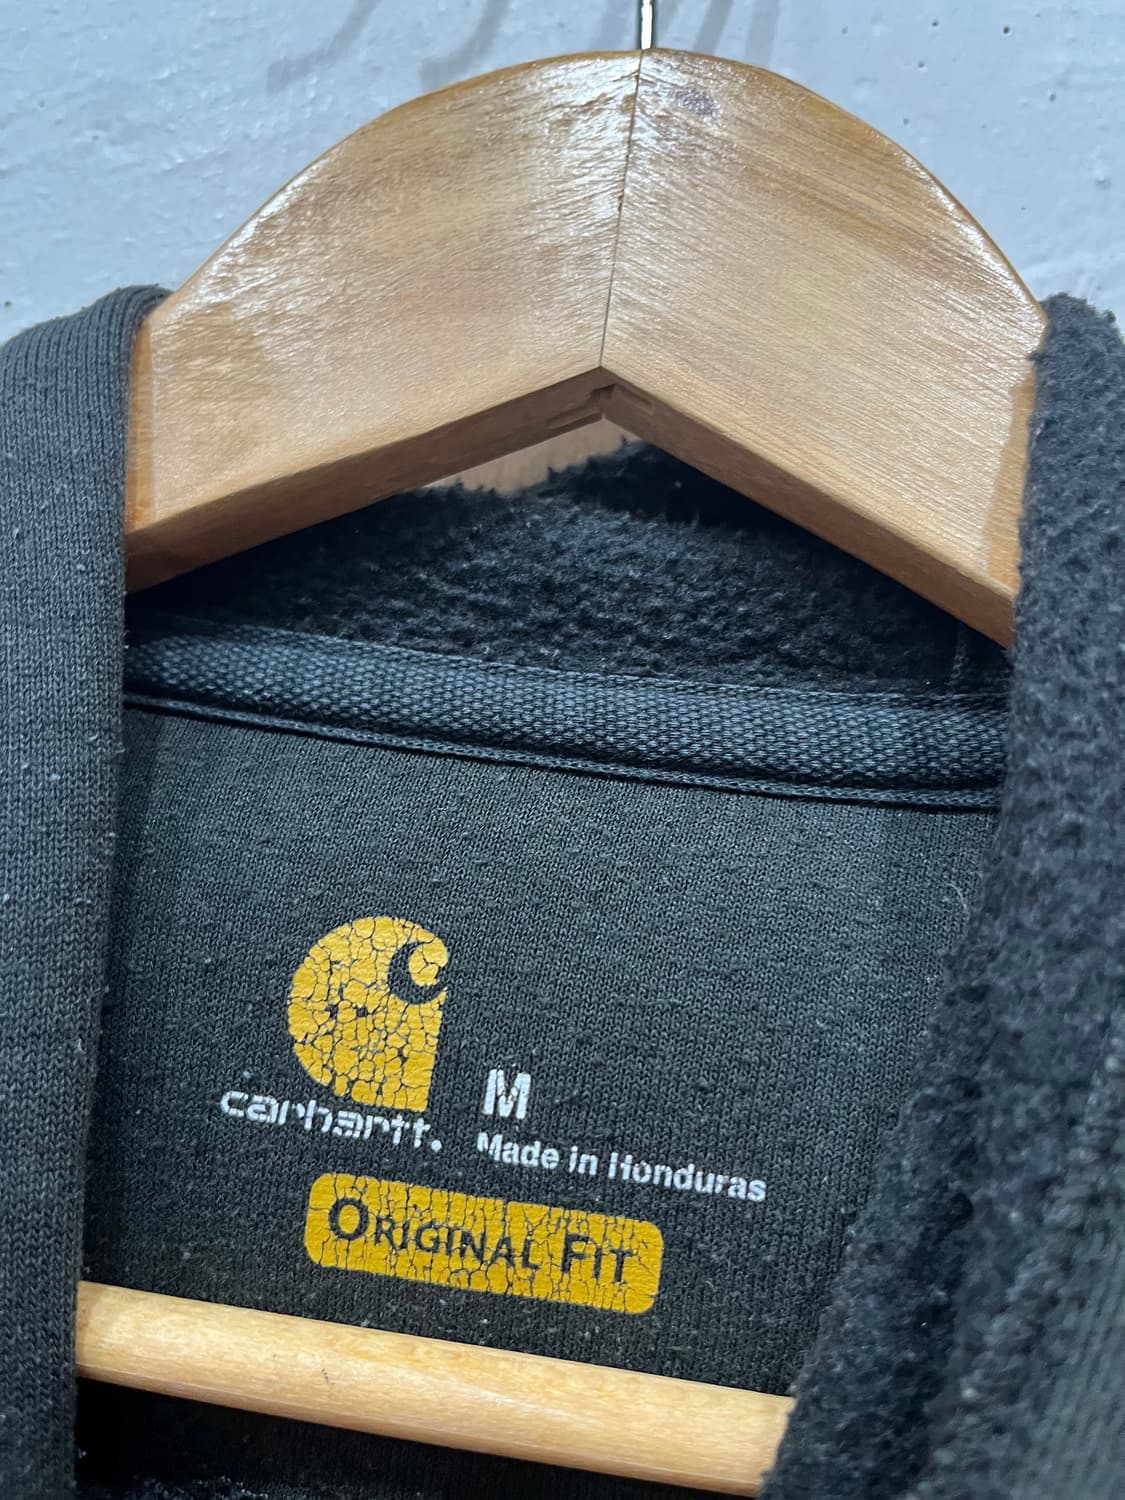 carhartt.
M
Made in Honduras
ORIGINAL FIT